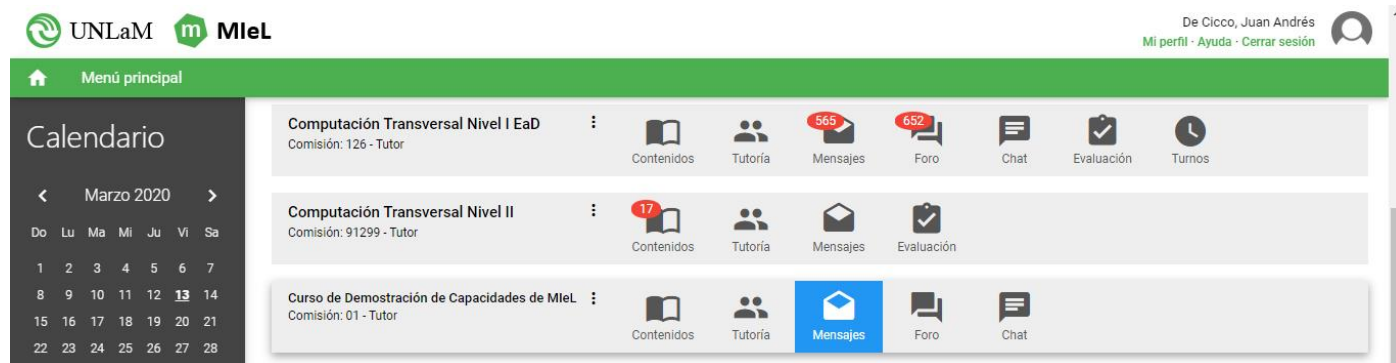 UNLaM
m MIeL
De Cicco, Juan Andrés
Mi perfil · Ayuda · Cerrar sesión
Menú principal
Calendario
Marzo 2020
Do Lu Ma Mi Ju Vi Sa
1 2 3 4 5 6 7
8 9 10 11 12 13 14
15 16 17 18 19 20 21
22 23 24 25 26 27 28
Computación Transversal Nivel I EaD
Comisión: 126 - Tutor
565 652
Contenidos Tutoría Mensajes Foro Chat Evaluación Turnos
Computación Transversal Nivel II
Comisión: 91299 - Tutor
17
Contenidos Tutoría Mensajes Evaluación
Curso de Demostración de Capacidades de MIeL
Comisión: 01 - Tutor
Contenidos Tutoría Mensajes Foro Chat